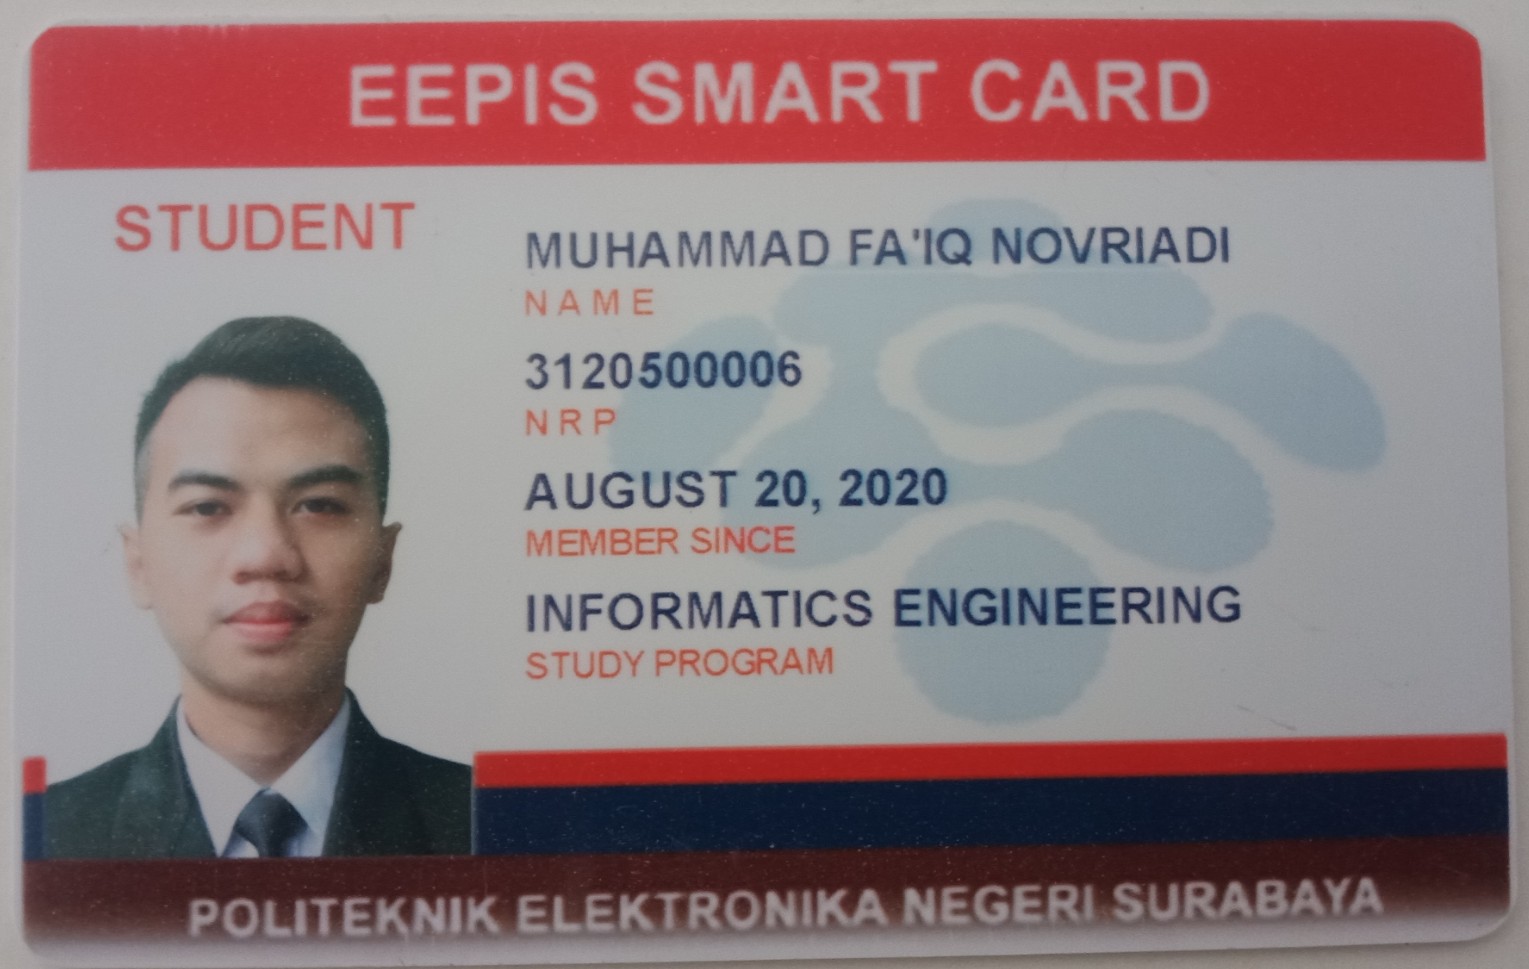 EEPIS SMART CARD
STUDENT
MUHAMMAD FA'IQ NOVRIADI
NAME
3120500006
NRP
AUGUST 20, 2020
MEMBER SINCE
INFORMATICS ENGINEERING
STUDY PROGRAM
POLITEKNIK ELEKTRONIKA NEGERI SURABAYA